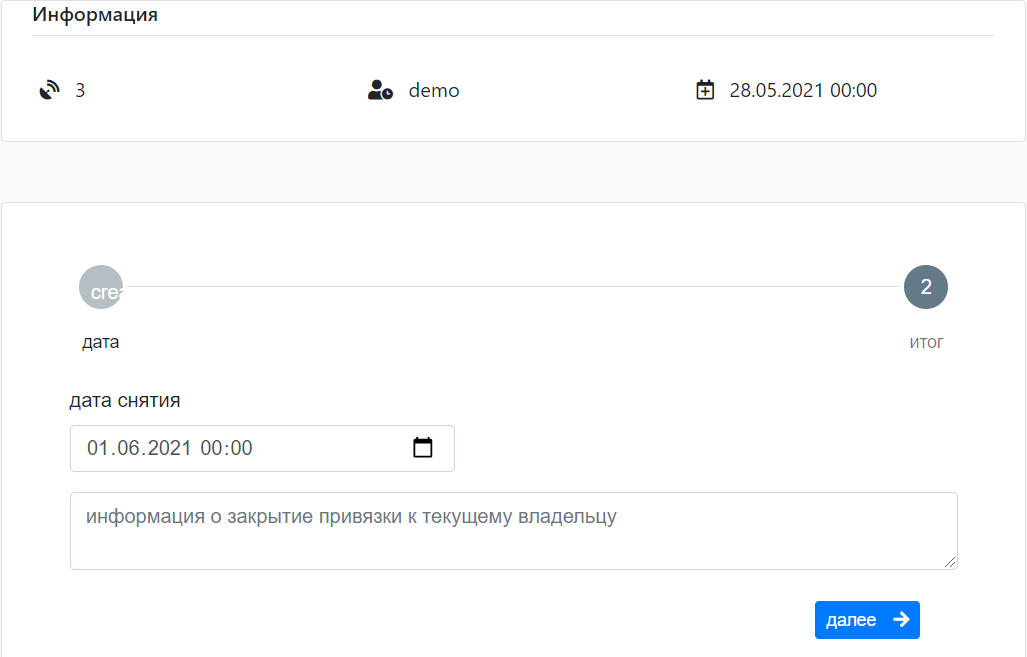 Информация
3 demo 28.05.2021 00:00
crea 2
дата итог
дата снятия
01.06.2021 00:00
информация о закрытие привязки к текущему владельцу
далее